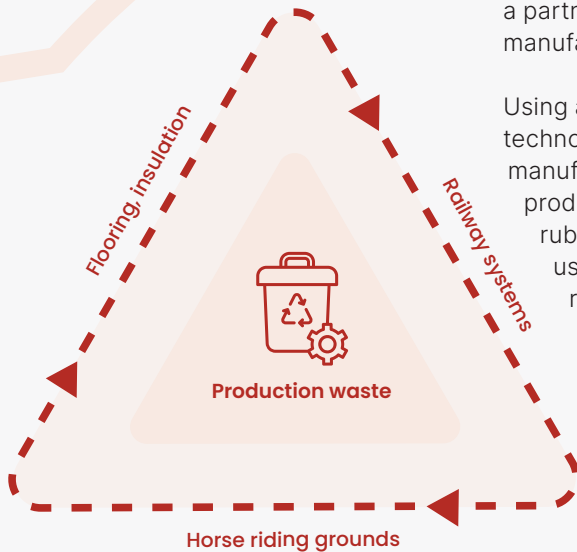 a partn
manufa
Using a
techno
manuf
prod
rub
us
r
Flooring, insulation
Railway systems
Production waste
Horse riding grounds